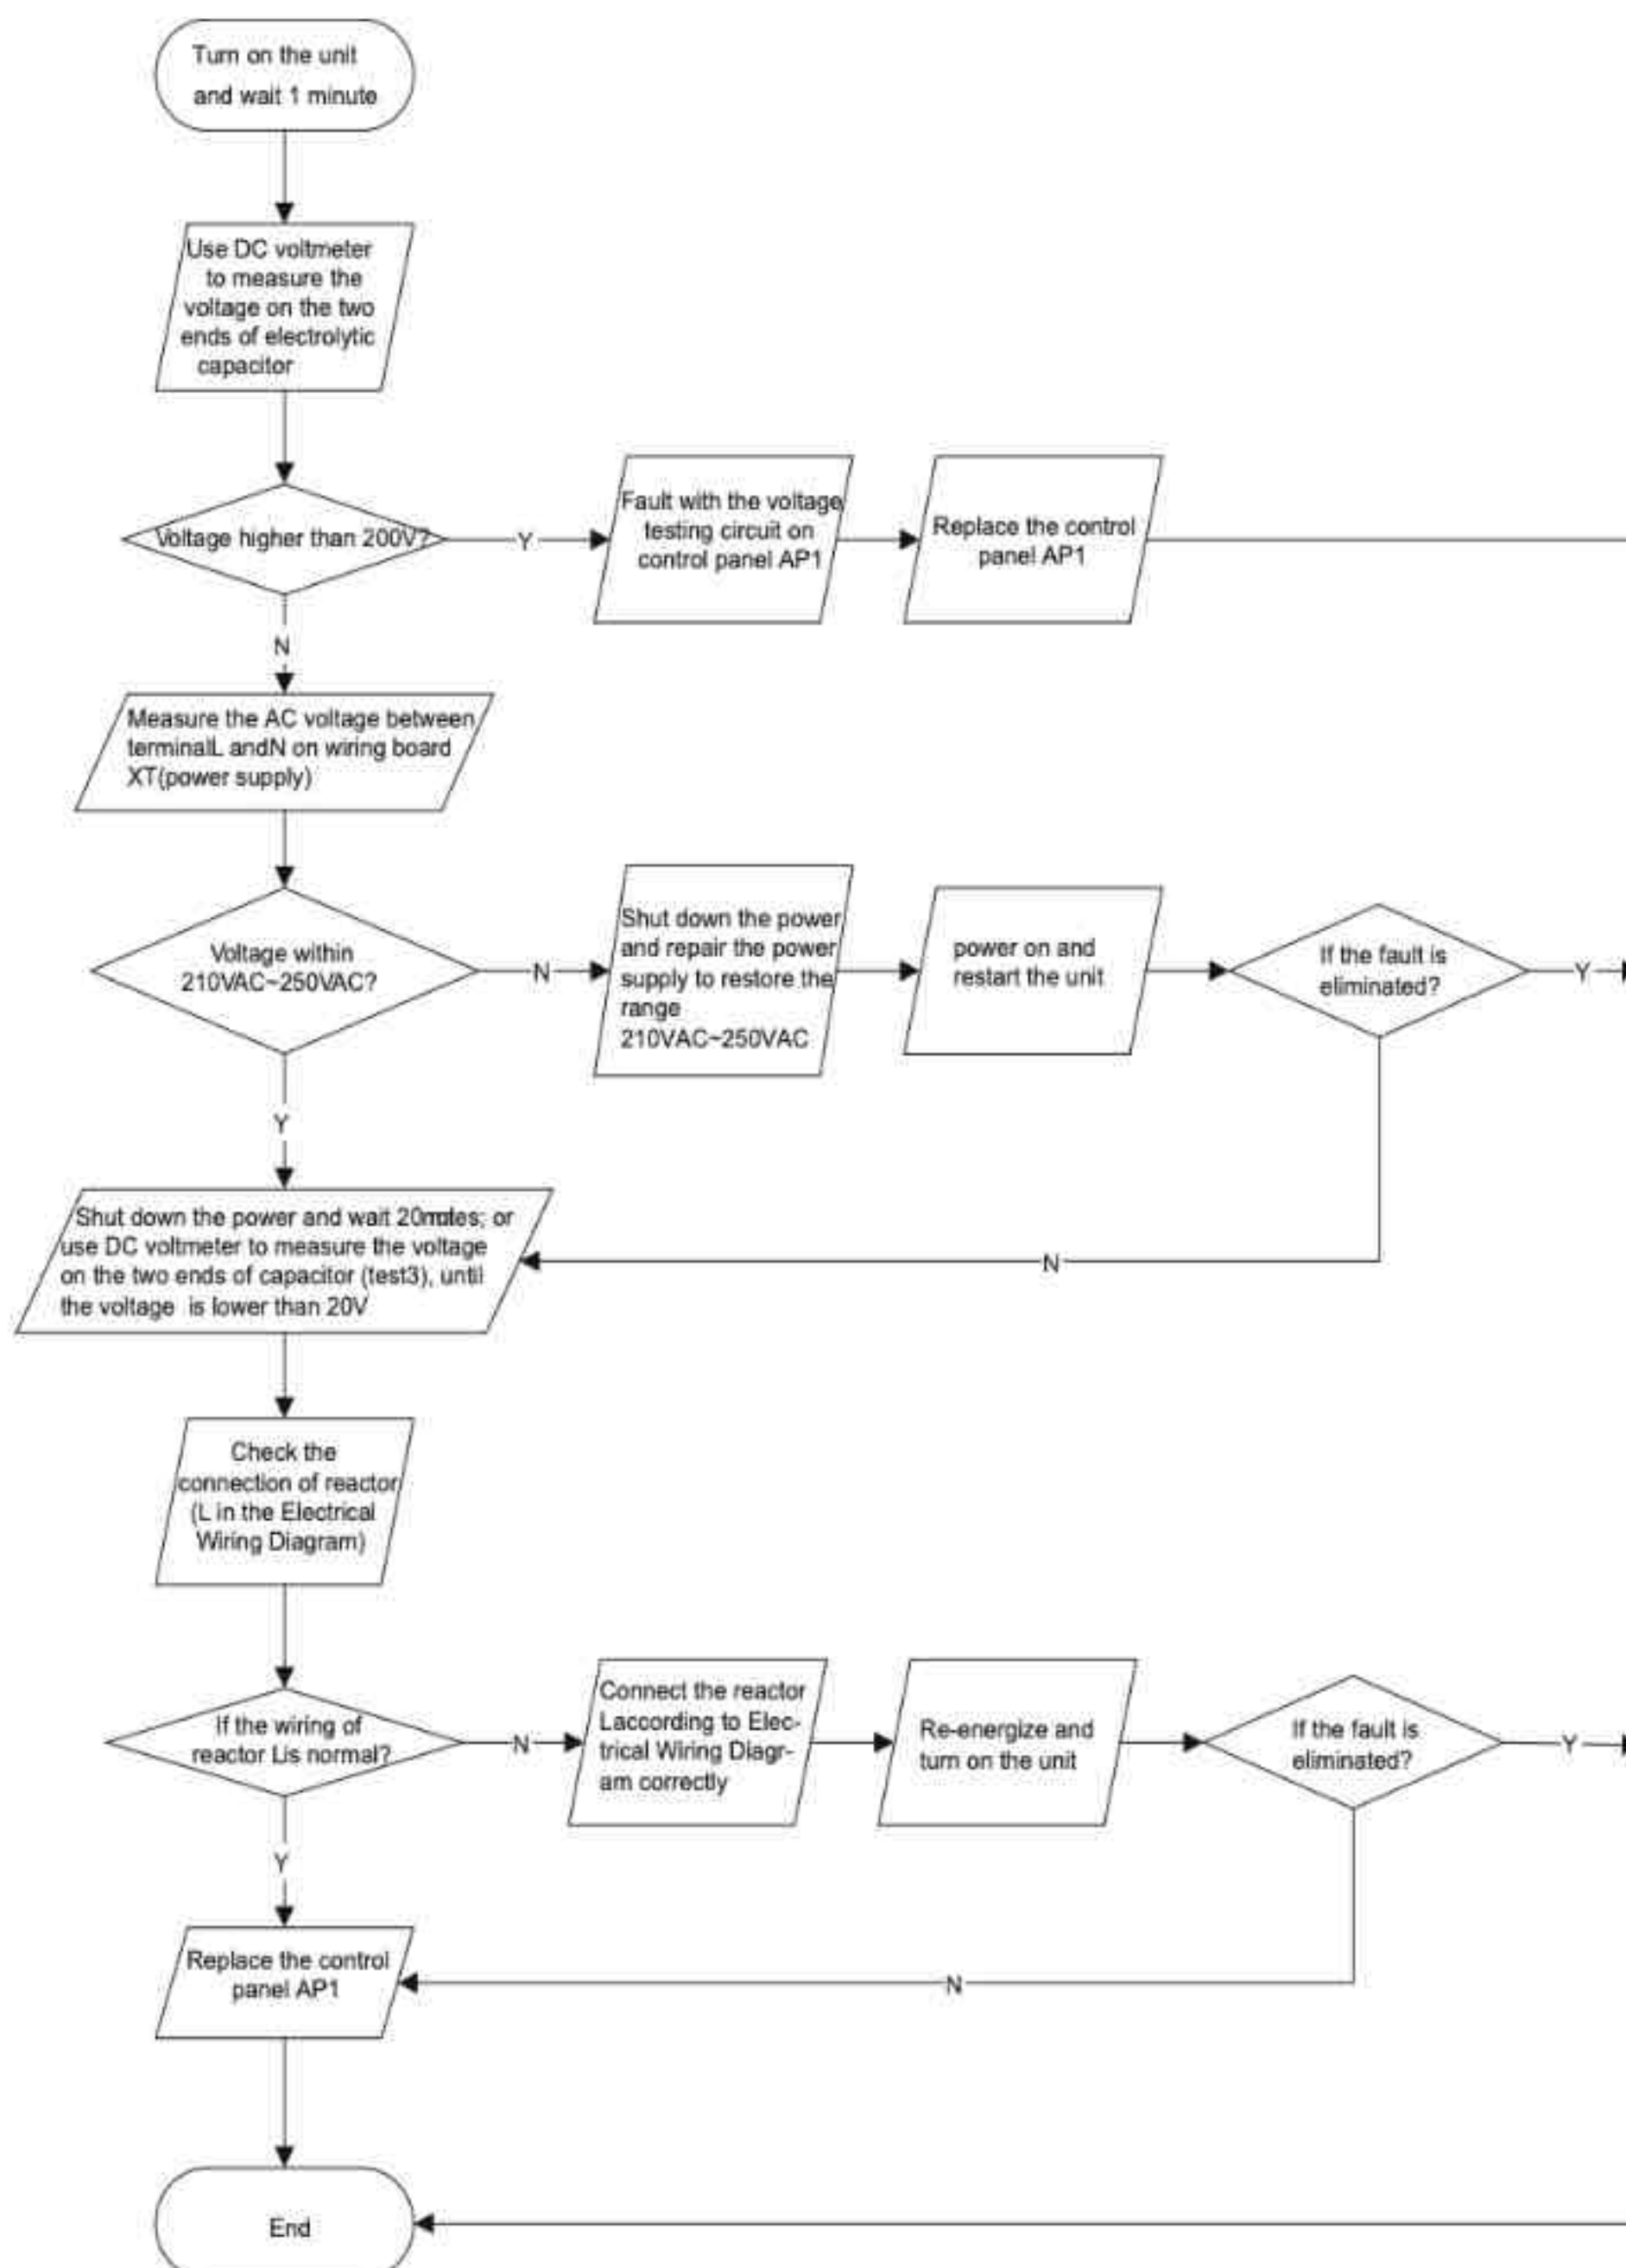 Turn on the unit
and wait 1 minute
Use DC voltmeter
to measure the
voltage on the two
ends of electrolytic
capacitor
Voltage higher than 200V?
Y
Fault with the voltage
testing circuit on
control panel AP1
Replace the control
panel AP1
N
Measure the AC voltage between
terminalL andN on wiring board
XT(power supply)
Voltage within
210VAC~250VAC?
N
Shut down the power
and repair the power
supply to restore the
range
210VAC~250VAC
power on and
restart the unit
If the fault is
eliminated?
Y
Y
Shut down the power and wait or
use DC voltmeter to measure the voltage
on the two ends of capacitor (test3), until
the voltage is lower than 20V
N
Check the
connection of reactor
(L in the Electrical
Wiring Diagram)
If the wiring of
reactor Lis normal?
N
Connect the reactor
Laccording to Elec-
trical Wiring Diagr-
am correctly
Re-energize and
turn on the unit
If the fault is
eliminated?
Y
Y
Replace the control
panel AP1
N
End